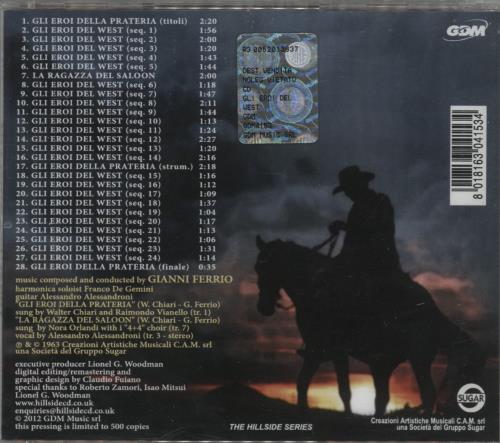 1. GLI EROI DELLA PRATERIA (titoli) 2:20
2. GLI EROI DEL WEST (seq. 1) 1:56
3. GLI EROI DEL WEST (seq. 2) 2:00
4. GLI EROI DEL WEST (seq. 3) 1:20
5. GLI EROI DEL WEST (seq. 4) 1:43
6. GLI EROI DEL WEST (seq. 5) 1:44
7. LA RAGAZZA DEL SALOON 2:00
8. GLI EROI DEL WEST (seq. 6) 1:18
9. GLI EROI DEL WEST (seq. 7) 1:47
10. GLI EROI DEL WEST (seq. 8) 2:11
11. GLI EROI DEL WEST (seq. 9) 1:44
12. GLI EROI DEL WEST (seq. 10) 1:13
13. GLI EROI DEL WEST (seq. 11) 1:24
14. GLI EROI DEL WEST (seq. 12) 2:27
15. GLI EROI DEL WEST (seq. 13) 1:20
16. GLI EROI DEL WEST (seq. 14) 2:16
17. GLI EROI DELLA PRATERIA (strum.) 2:18
18. GLI EROI DEL WEST (seq. 15) 1:16
19. GLI EROI DEL WEST (seq. 16) 1:12
20. GLI EROI DEL WEST (seq. 17) 1:09
21. GLI EROI DEL WEST (seq. 18) 1:37
22. GLI EROI DEL WEST (seq. 19) 1:04
23. GLI EROI DEL WEST (seq. 20) 1:17
24. GLI EROI DEL WEST (seq. 21) 1:13
25. GLI EROI DEL WEST (seq. 22) 1:06
26. GLI EROI DEL WEST (seq. 23) 1:31
27. GLI EROI DEL WEST (seq. 24) 1:14
28. GLI EROI DELLA PRATERIA (finale) 0:35
music composed and conducted by GIANNI FERRIO
harmonica soloist Franco De Gemini
guitar Alessandro Alessandroni
"GLI EROI DELLA PRATERIA" (W. Chiari - G. Ferrio)
sung by Walter Chiari and Raimondo Vianello (tr. 1)
"LA RAGAZZA DEL SALOON" (W. Chiari - G. Ferrio)
sung by Nora Orlandi with i "4+4" choir (tr. 7)
vocal by Alessandro Alessandroni (tr. 3 - stereo)
℗ & © 1963 Creazioni Artistiche Musicali C.A.M. srl
una Società del Gruppo Sugar
executive producer Lionel G. Woodman
digital editing/remastering and
graphic design by Claudio Fuiano
special thanks to Roberto Zamori, Isao Mitsui
Lionel G. Woodman
www.hillsidecd.co.uk
enquiries@hillsidecd.co.uk
© 2012 GDM Music srl
this pressing is limited to 500 copies
DEST. VENDITA
NOLEG. VIETATO
CD
GLI EROI DEL
WEST
GDM
GDM MUSIC SRL
GDM
8 018163 041534
THE HILLSIDE SERIES
SUGAR
Creazioni Artistiche Musicali C.A.M. srl
una Società del Gruppo Sugar